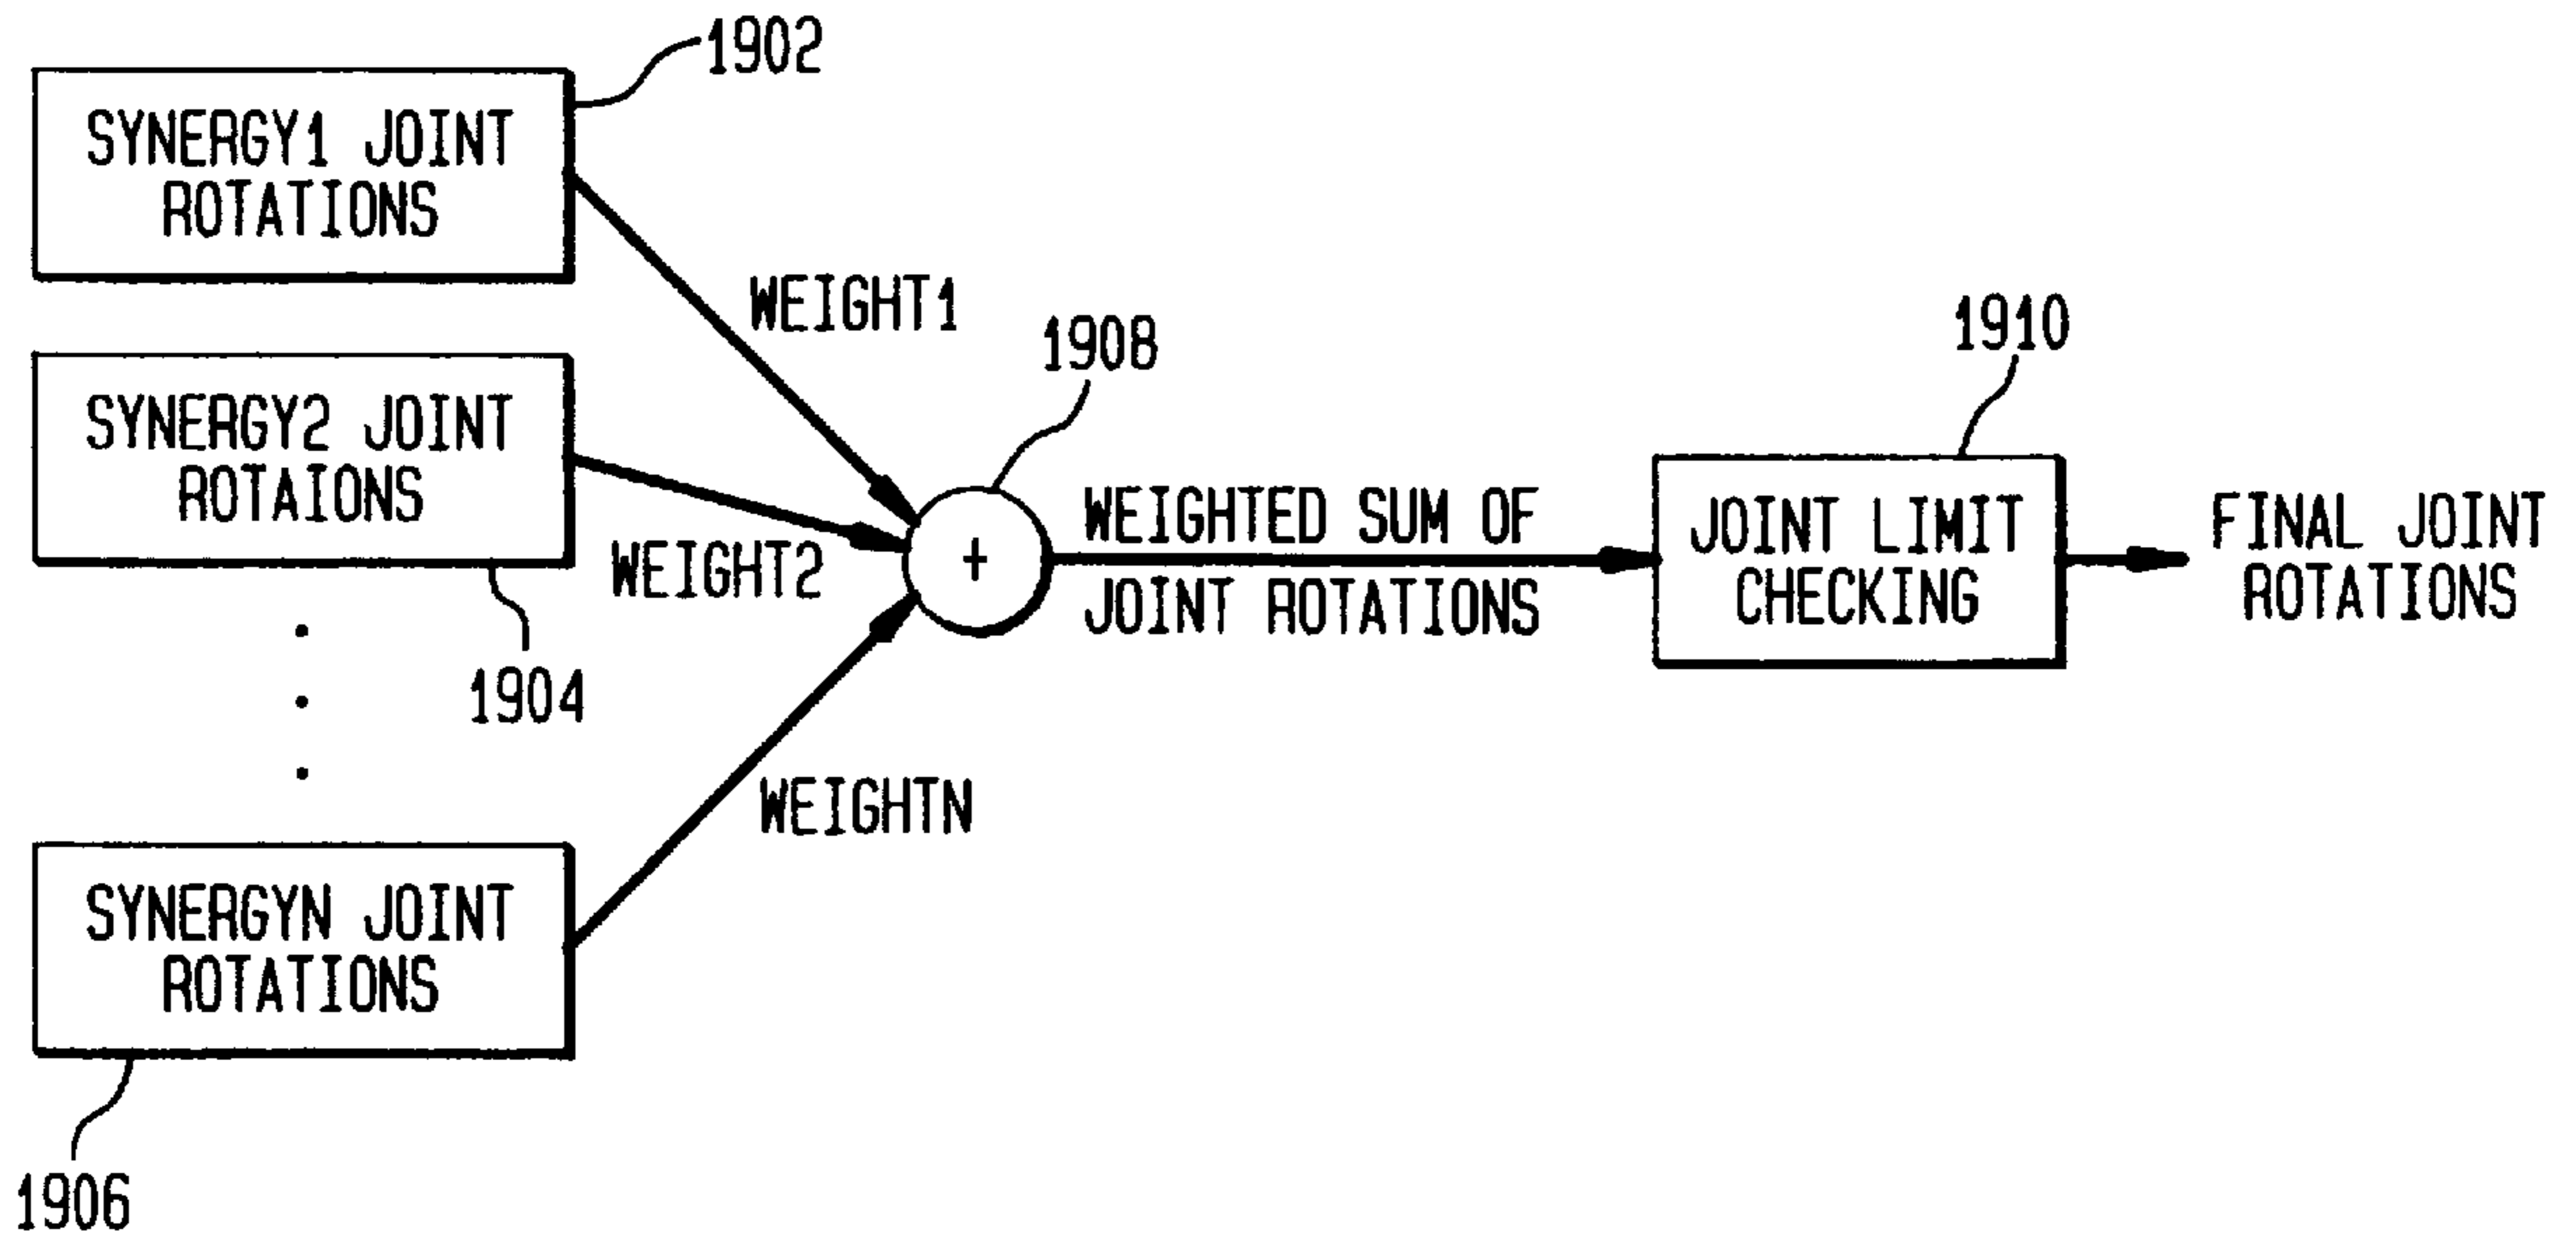 1902
SYNERGY1 JOINT
ROTATIONS
WEIGHT1
SYNERGY2 JOINT
ROTAIONS
1904
WEIGHT2
SYNERGYN JOINT
ROTATIONS
1906
WEIGHTN
1908
+
WEIGHTED SUM OF
JOINT ROTATIONS
1910
JOINT LIMIT
CHECKING
FINAL JOINT
ROTATIONS